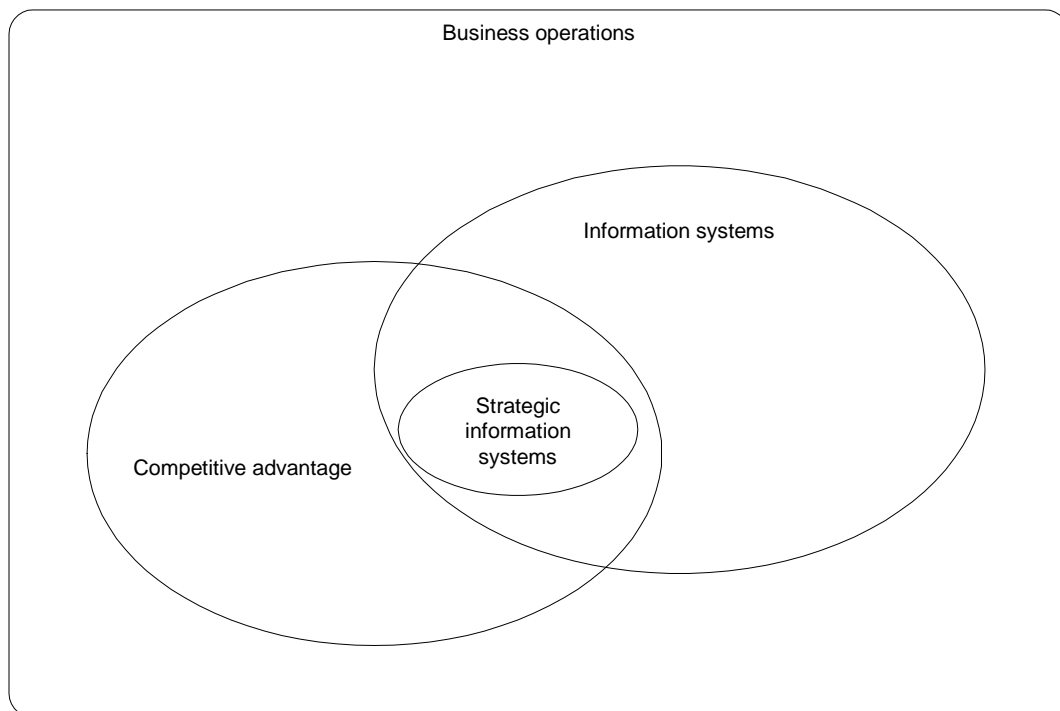 Business operations
Information systems
Strategic
information
systems
Competitive advantage